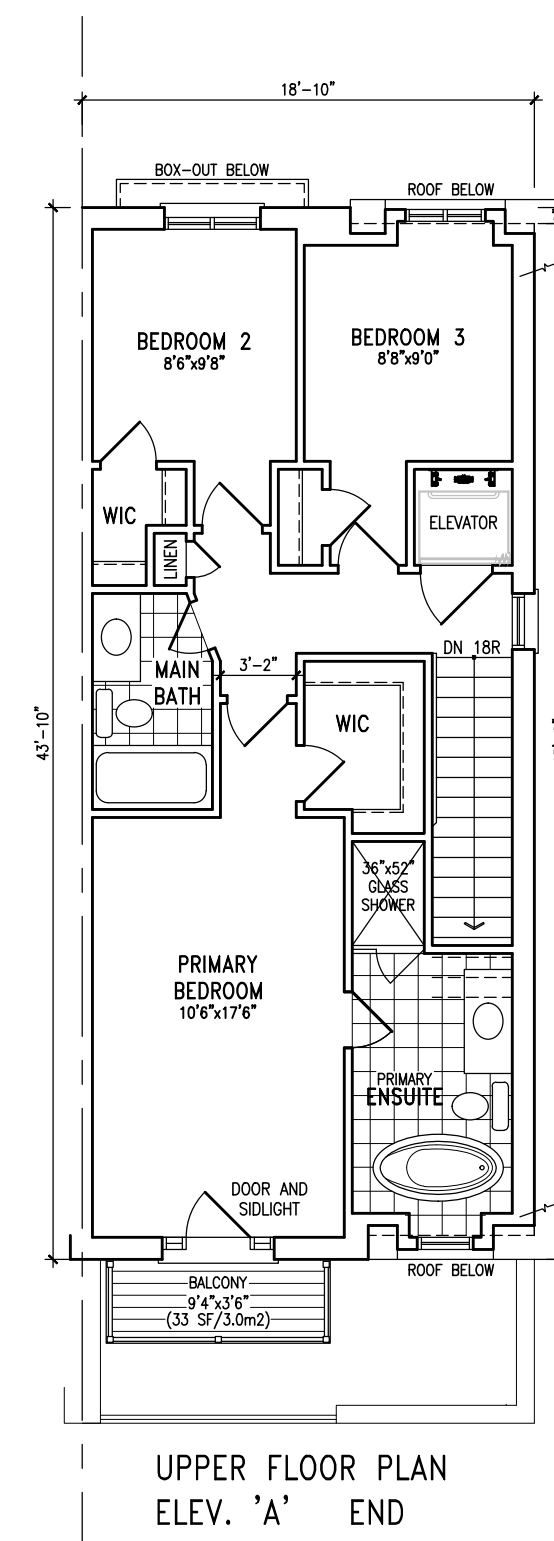 18'-10"
BOX-OUT BELOW
ROOF BELOW
BEDROOM 2
8'6"x9'8"
BEDROOM 3
8'8"x9'0"
WIC
LINEN
ELEVATOR
DN 18R
3'-2"
MAIN
BATH
WIC
43'-10"
36"x52"
GLASS
SHOWER
PRIMARY
BEDROOM
10'6"x17'6"
PRIMARY
ENSUITE
DOOR AND
SIDLIGHT
BALCONY
9'4"x3'6"
(33 SF/3.0m2)
ROOF BELOW
UPPER FLOOR PLAN
ELEV. 'A' END